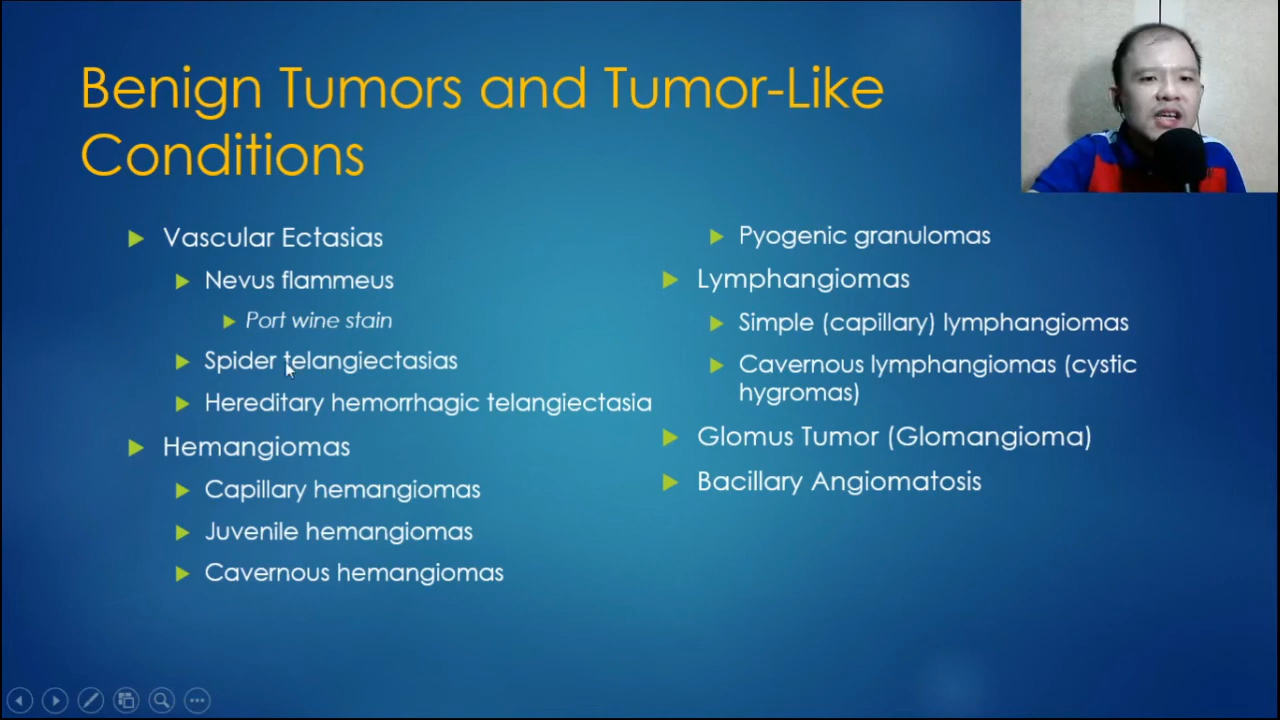 Benign Tumors and Tumor-Like
Conditions
Vascular Ectasias
Nevus flammeus
Port wine stain
Spider telangiectasias
Hereditary hemorrhagic telangiectasia
Hemangiomas
Capillary hemangiomas
Juvenile hemangiomas
Cavernous hemangiomas
Pyogenic granulomas
Lymphangiomas
Simple (capillary) lymphangiomas
Cavernous lymphangiomas (cystic
hygromas)
Glomus Tumor (Glomangioma)
Bacillary Angiomatosis